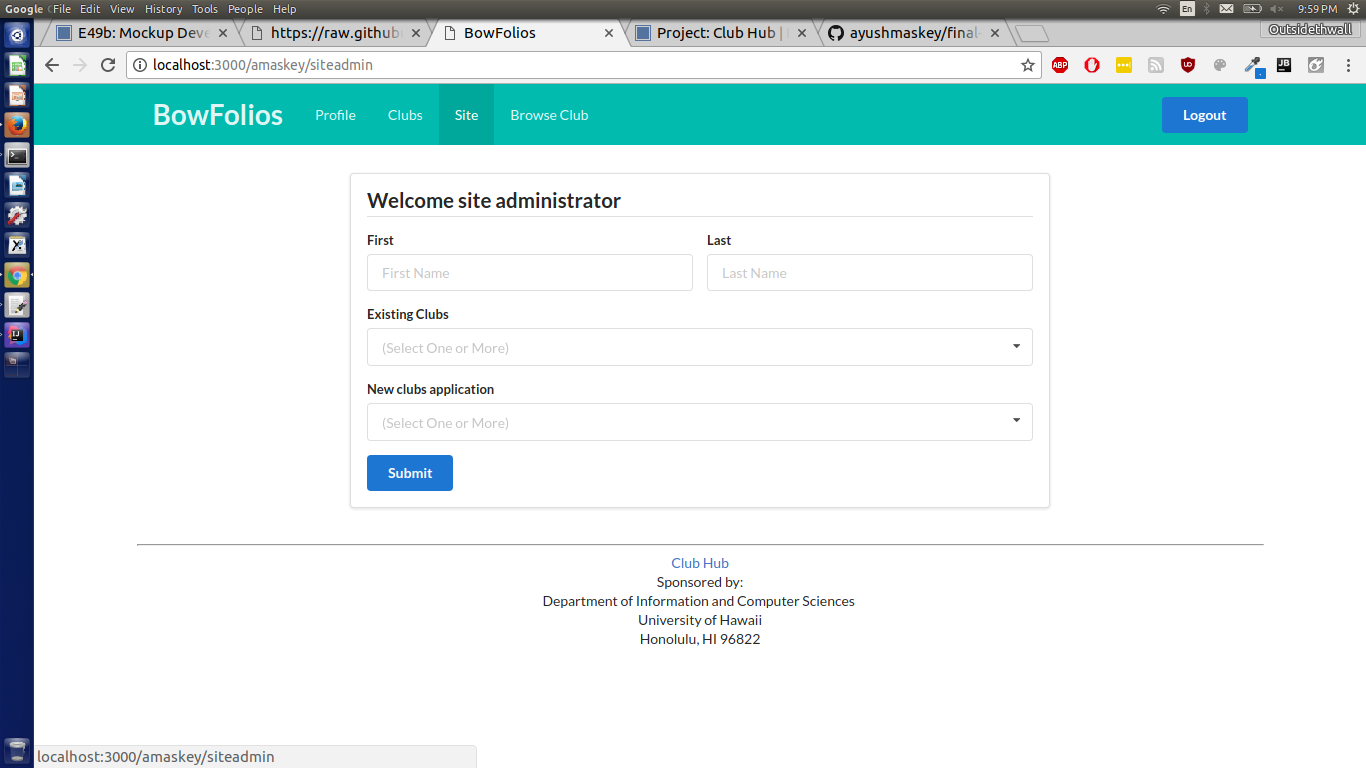 Google File Edit View History Tools People Help
En 9:59 PM
E49b: Mockup Deve
https://raw.github
BowFolios
Project: Club Hub |
ayushmaskey/final-
Outsidethwall
localhost:3000/amaskey/siteadmin
ABP
JB
BowFolios Profile Clubs Site Browse Club Logout
Welcome site administrator
First Last
First Name Last Name
Existing Clubs
(Select One or More)
New clubs application
(Select One or More)
Submit
Club Hub
Sponsored by:
Department of Information and Computer Sciences
University of Hawaii
Honolulu, HI 96822
localhost:3000/amaskey/siteadmin